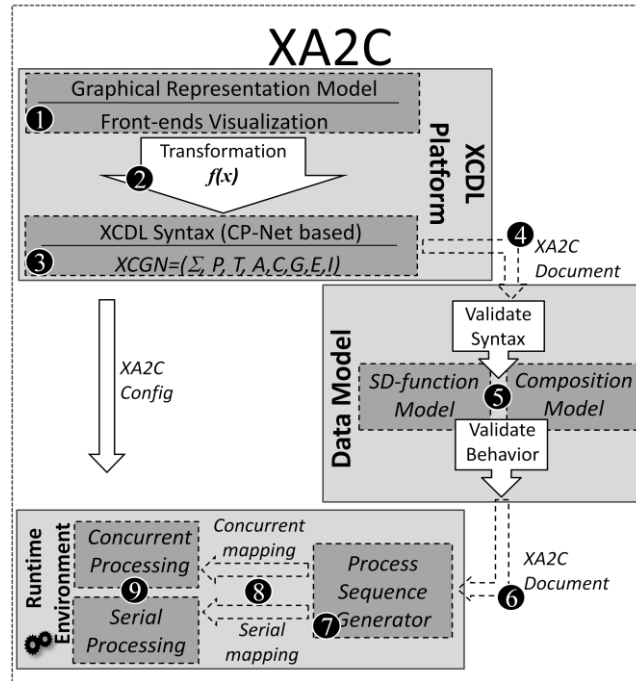 XA2C
Graphical Representation Model
1
Front-ends Visualization
Transformation
2
f(x)
XCDL
Platform
XCDL Syntax (CP-Net based)
3
XCGN=(Σ, P, T, A,C,G,E,I)
4
XA2C
Document
XA2C
Config
Data Model
Validate
Syntax
SD-function
Model
5
Composition
Model
Validate
Behavior
XA2C
Document
6
Runtime
Environment
Concurrent
Processing
9
Serial
Processing
Concurrent
mapping
8
Serial
mapping
Process
Sequence
7
Generator